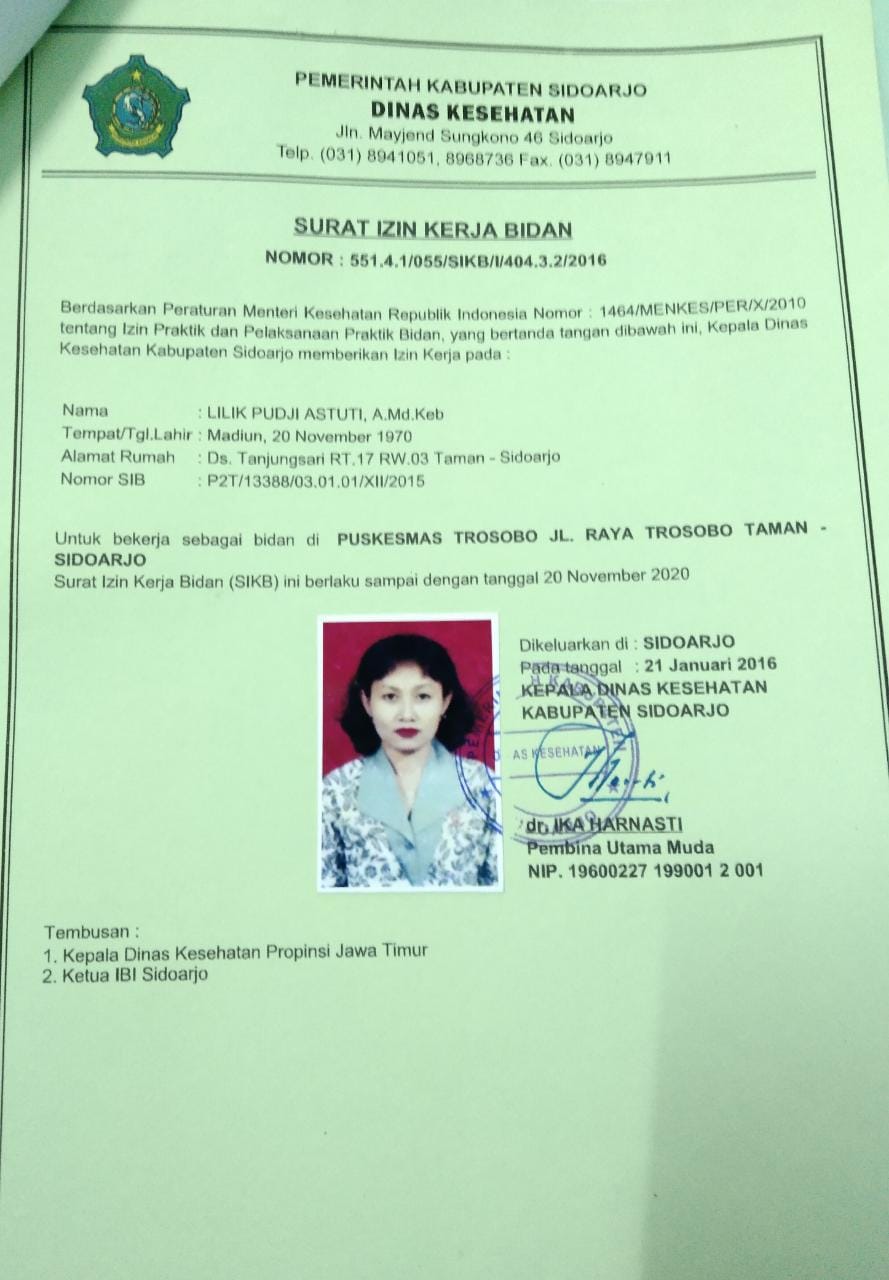 PEMERINTAH KABUPATEN SIDOARJO
DINAS KESEHATAN
Jln. Mayjend Sungkono 46 Sidoarjo
Telp. (031) 8941051, 8968736 Fax. (031) 8947911
SURAT IZIN KERJA BIDAN
NOMOR : 551.4.1/055/SIKB/I/404.3.2/2016
Berdasarkan Peraturan Menteri Kesehatan Republik Indonesia Nomor : 1464/MENKES/PER/X/2010
tentang Izin Praktik dan Pelaksanaan Praktik Bidan, yang bertanda tangan dibawah ini, Kepala Dinas
Kesehatan Kabupaten Sidoarjo memberikan Izin Kerja pada :
Nama : LILIK PUDJI ASTUTI, A.Md.Keb
Tempat/Tgl.Lahir : Madiun, 20 November 1970
Alamat Rumah : Ds. Tanjungsari RT.17 RW.03 Taman - Sidoarjo
Nomor SIB : P2T/13388/03.01.01/XII/2015
Untuk bekerja sebagai bidan di PUSKESMAS TROSOBO JL. RAYA TROSOBO TAMAN -
SIDOARJO
Surat Izin Kerja Bidan (SIKB) ini berlaku sampai dengan tanggal 20 November 2020
Dikeluarkan di : SIDOARJO
Pada tanggal : 21 Januari 2016
KEPALA DINAS KESEHATAN
KABUPATEN SIDOARJO
AS KESEHATAN
dr. IKA HARNASTI
Pembina Utama Muda
NIP. 19600227 199001 2 001
Tembusan :
1. Kepala Dinas Kesehatan Propinsi Jawa Timur
2. Ketua IBI Sidoarjo